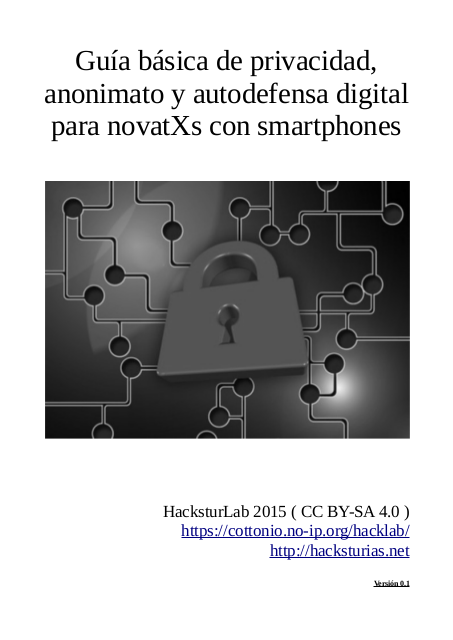 Guía básica de privacidad,
anonimato y autodefensa digital
para novatXs con smartphones
HacksturLab 2015 ( CC BY-SA 4.0 )
https://cottonio.no-ip.org/hacklab/
http://hacksturias.net
Versión 0.1